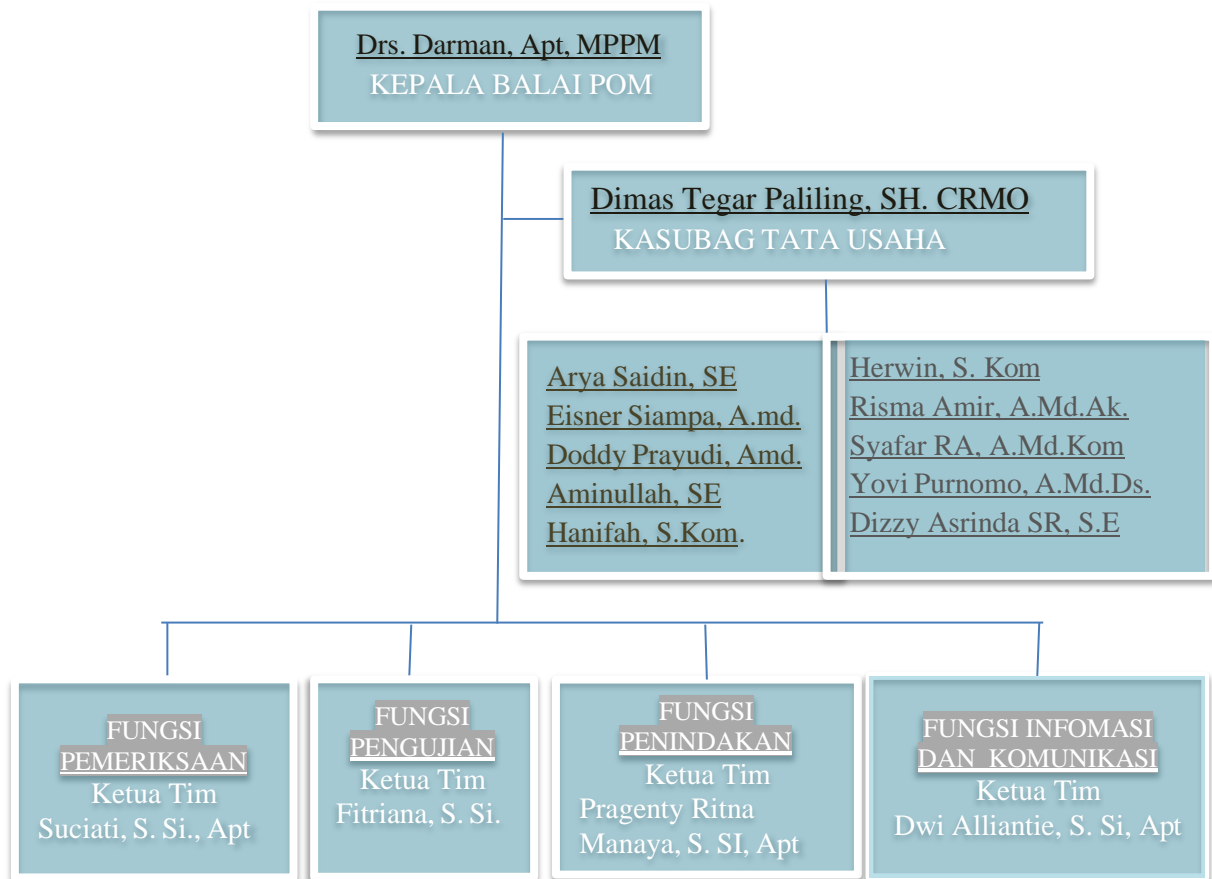 Drs. Darman, Apt, MPPM
KEPALA BALAI POM
Dimas Tegar Paliling, SH. CRMO
KASUBAG TATA USAHA
Arya Saidin, SE
Eisner Siampa, A.md.
Doddy Prayudi, Amd.
Aminullah, SE
Hanifah, S.Kom.
Herwin, S. Kom
Risma Amir, A.Md.Ak.
Syafar RA, A.Md.Kom
Yovi Purnomo, A.Md.Ds.
Dizzy Asrinda SR, S.E
FUNGSI
PEMERIKSAAN
Ketua Tim
Suciati, S. Si., Apt
FUNGSI
PENGUJIAN
Ketua Tim
Fitriana, S. Si.
FUNGSI
PENINDAKAN
Ketua Tim
Pragenty Ritna
Manaya, S. SI, Apt
FUNGSI INFOMASI
DAN KOMUNIKASI
Ketua Tim
Dwi Alliantie, S. Si, Apt